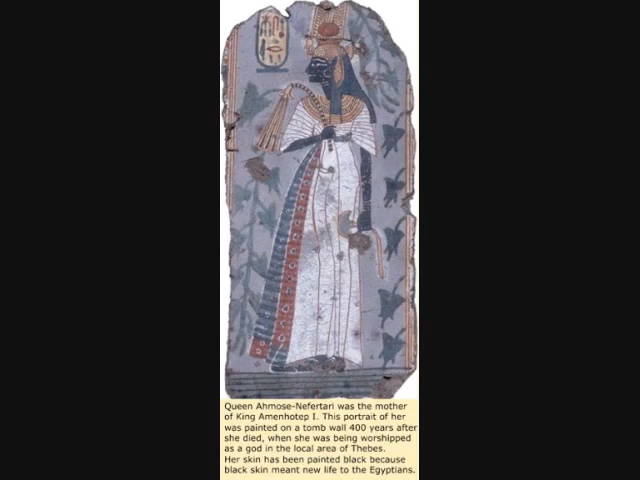 Queen Ahmose-Nefertari was the mother
of King Amenhotep I. This portrait of her
was painted on a tomb wall 400 years after
she died, when she was being worshipped
as a god in the local area of Thebes.
Her skin has been painted black because
black skin meant new life to the Egyptians.